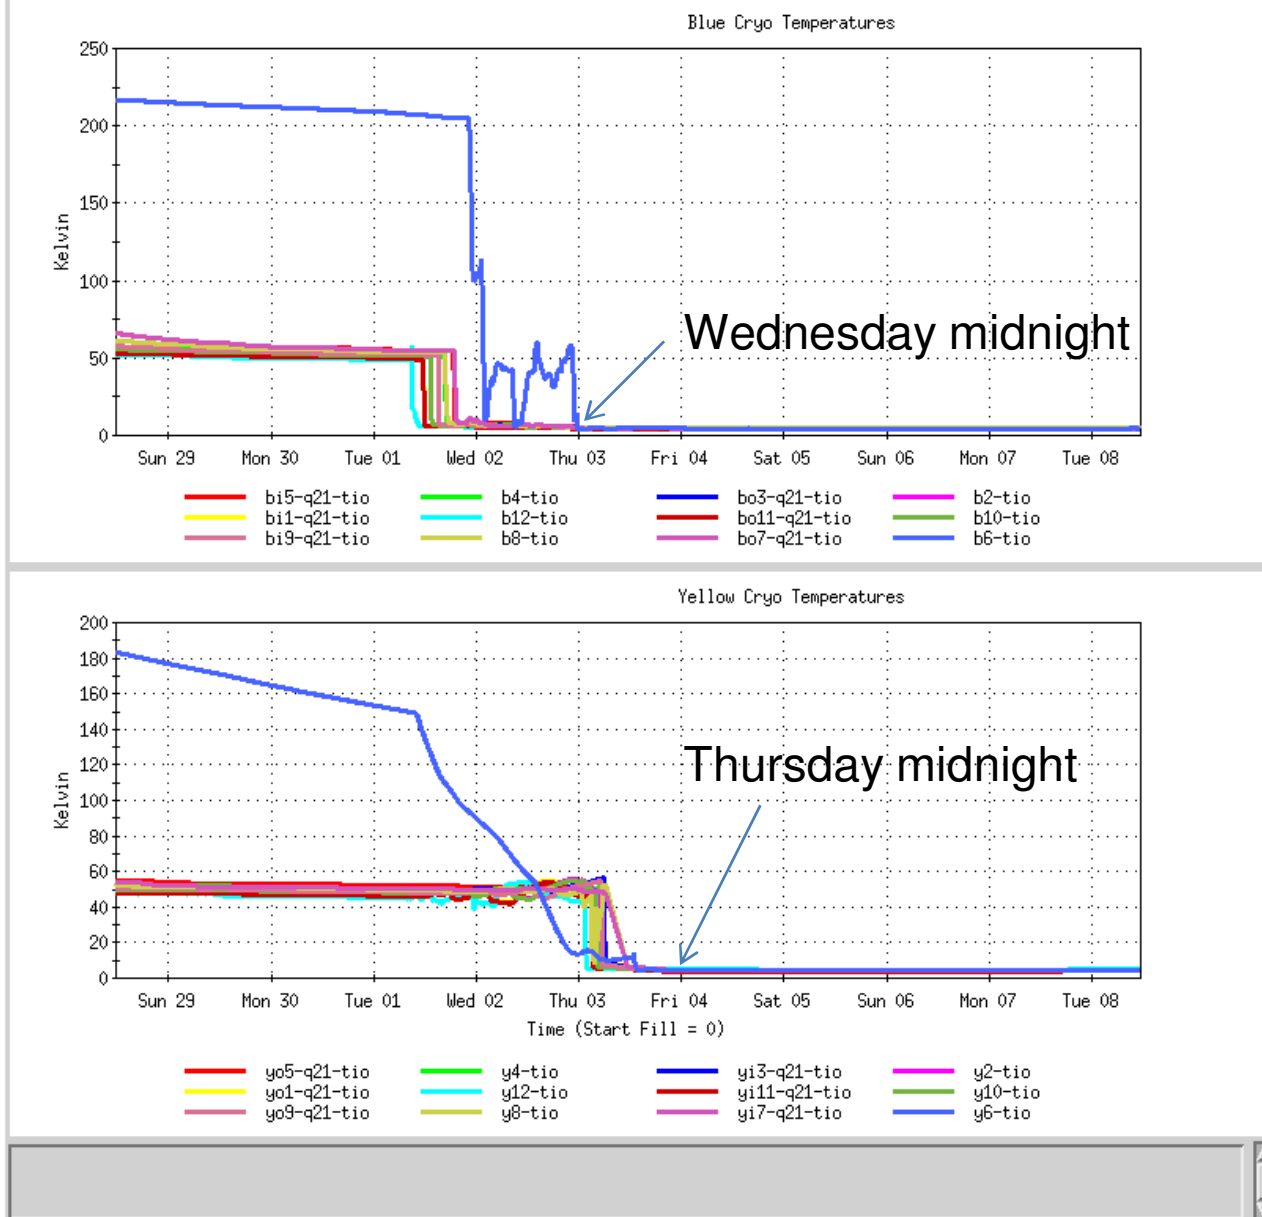 Blue Cryo Temperatures
250
200
150
100
50
0
Kelvin
Wednesday midnight
Sun 29 Mon 30 Tue 01 Wed 02 Thu 03 Fri 04 Sat 05 Sun 06 Mon 07 Tue 08
bi5-q21-tio b4-tio bo3-q21-tio b2-tio
bi1-q21-tio b12-tio bo11-q21-tio b10-tio
bi9-q21-tio b8-tio bo7-q21-tio b6-tio
Yellow Cryo Temperatures
200
180
160
140
120
100
80
60
40
20
0
Kelvin
Thursday midnight
Sun 29 Mon 30 Tue 01 Wed 02 Thu 03 Fri 04 Sat 05 Sun 06 Mon 07 Tue 08
Time (Start Fill = 0)
yo5-q21-tio y4-tio yi3-q21-tio y2-tio
yo1-q21-tio y12-tio yi11-q21-tio y10-tio
yo9-q21-tio y8-tio yi7-q21-tio y6-tio